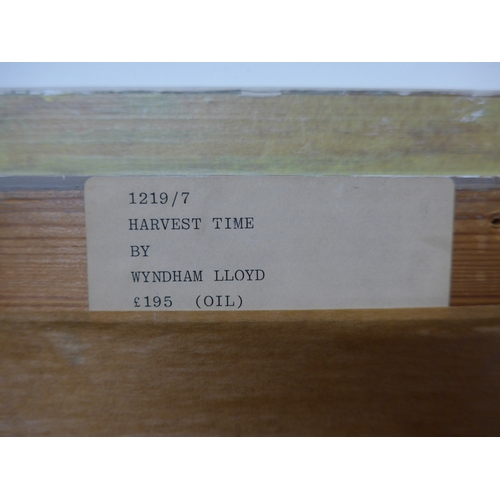 1219/7
HARVEST TIME
BY
WYNDHAM LLOYD
£195 (OIL)